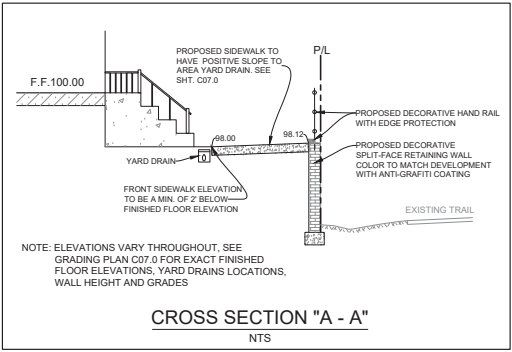 PROPOSED SIDEWALK TO
HAVE POSITIVE SLOPE TO
AREA YARD DRAIN. SEE
SHT. C07.0
P/L
F.F.100.00
98.00
98.12
PROPOSED DECORATIVE HAND RAIL
WITH EDGE PROTECTION
PROPOSED
DECORATIVE
SPLIT-FACE RETAINING WALL
COLOR TO MATCH DEVELOPMENT
WITH ANTI-GRAFITI COATING
YARD DRAIN
FRONT SIDEWALK ELEVATION
TO BE A MIN. OF 2' BELOW
FINISHED FLOOR ELEVATION
EXISTING TRAIL
NOTE: ELEVATIONS VARY THROUGHOUT, SEE
GRADING PLAN C07.0 FOR EXACT FINISHED
FLOOR ELEVATIONS, YARD DRAINS LOCATIONS,
WALL HEIGHT AND GRADES
CROSS SECTION "A - A"
NTS